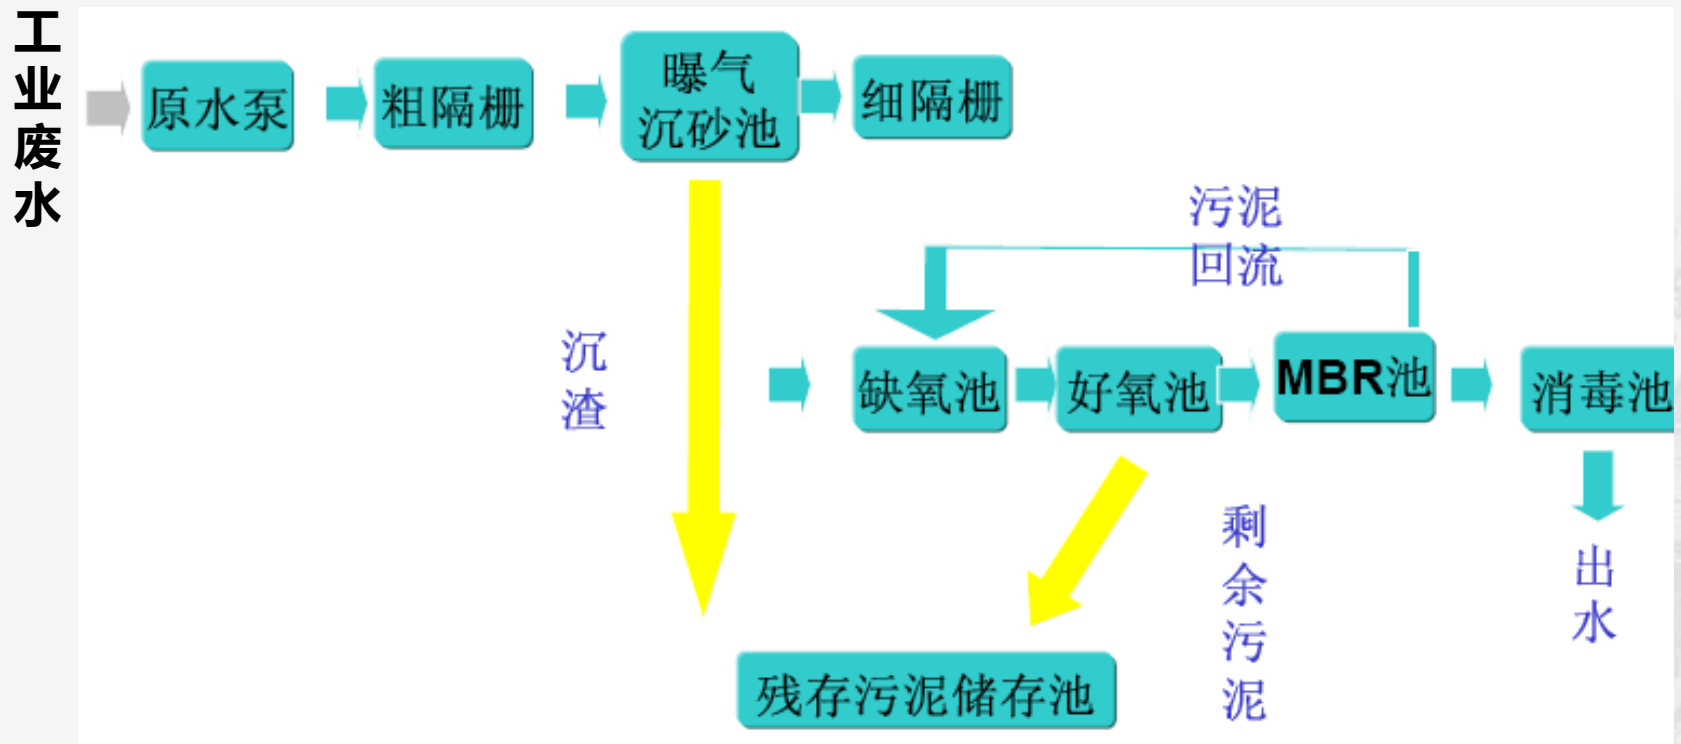 工业废水
原水泵
粗隔栅
曝气
沉砂池
细隔栅
污泥
回流
沉渣
缺氧池
好氧池
MBR池
消毒池
剩余污泥
出水
残存污泥储存池